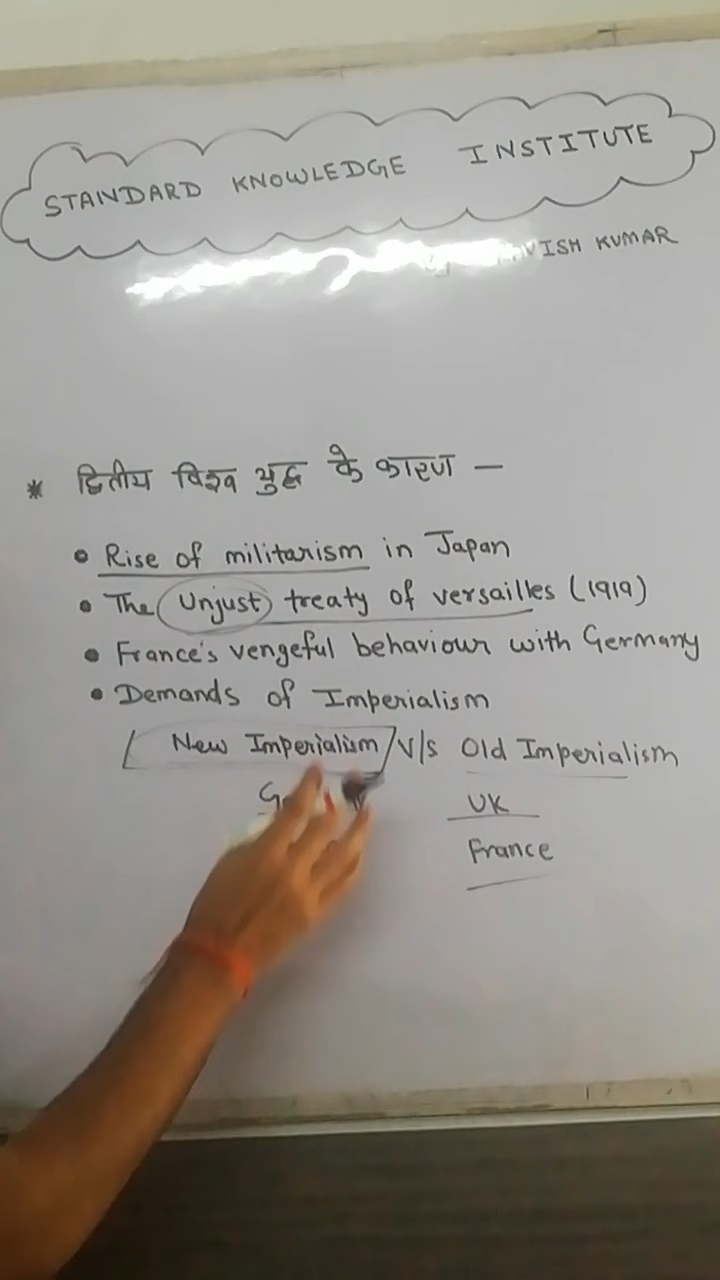 STANDARD KNOWLEDGE INSTITUTE
VISH KUMAR
* द्वितीय विश्व युद्ध के कारण —
• Rise of militarism in Japan
• The Unjust treaty of versailles (1919)
• France's vengeful behaviour with Germany
• Demands of Imperialism
New Imperialism V/s Old Imperialism
UK
France